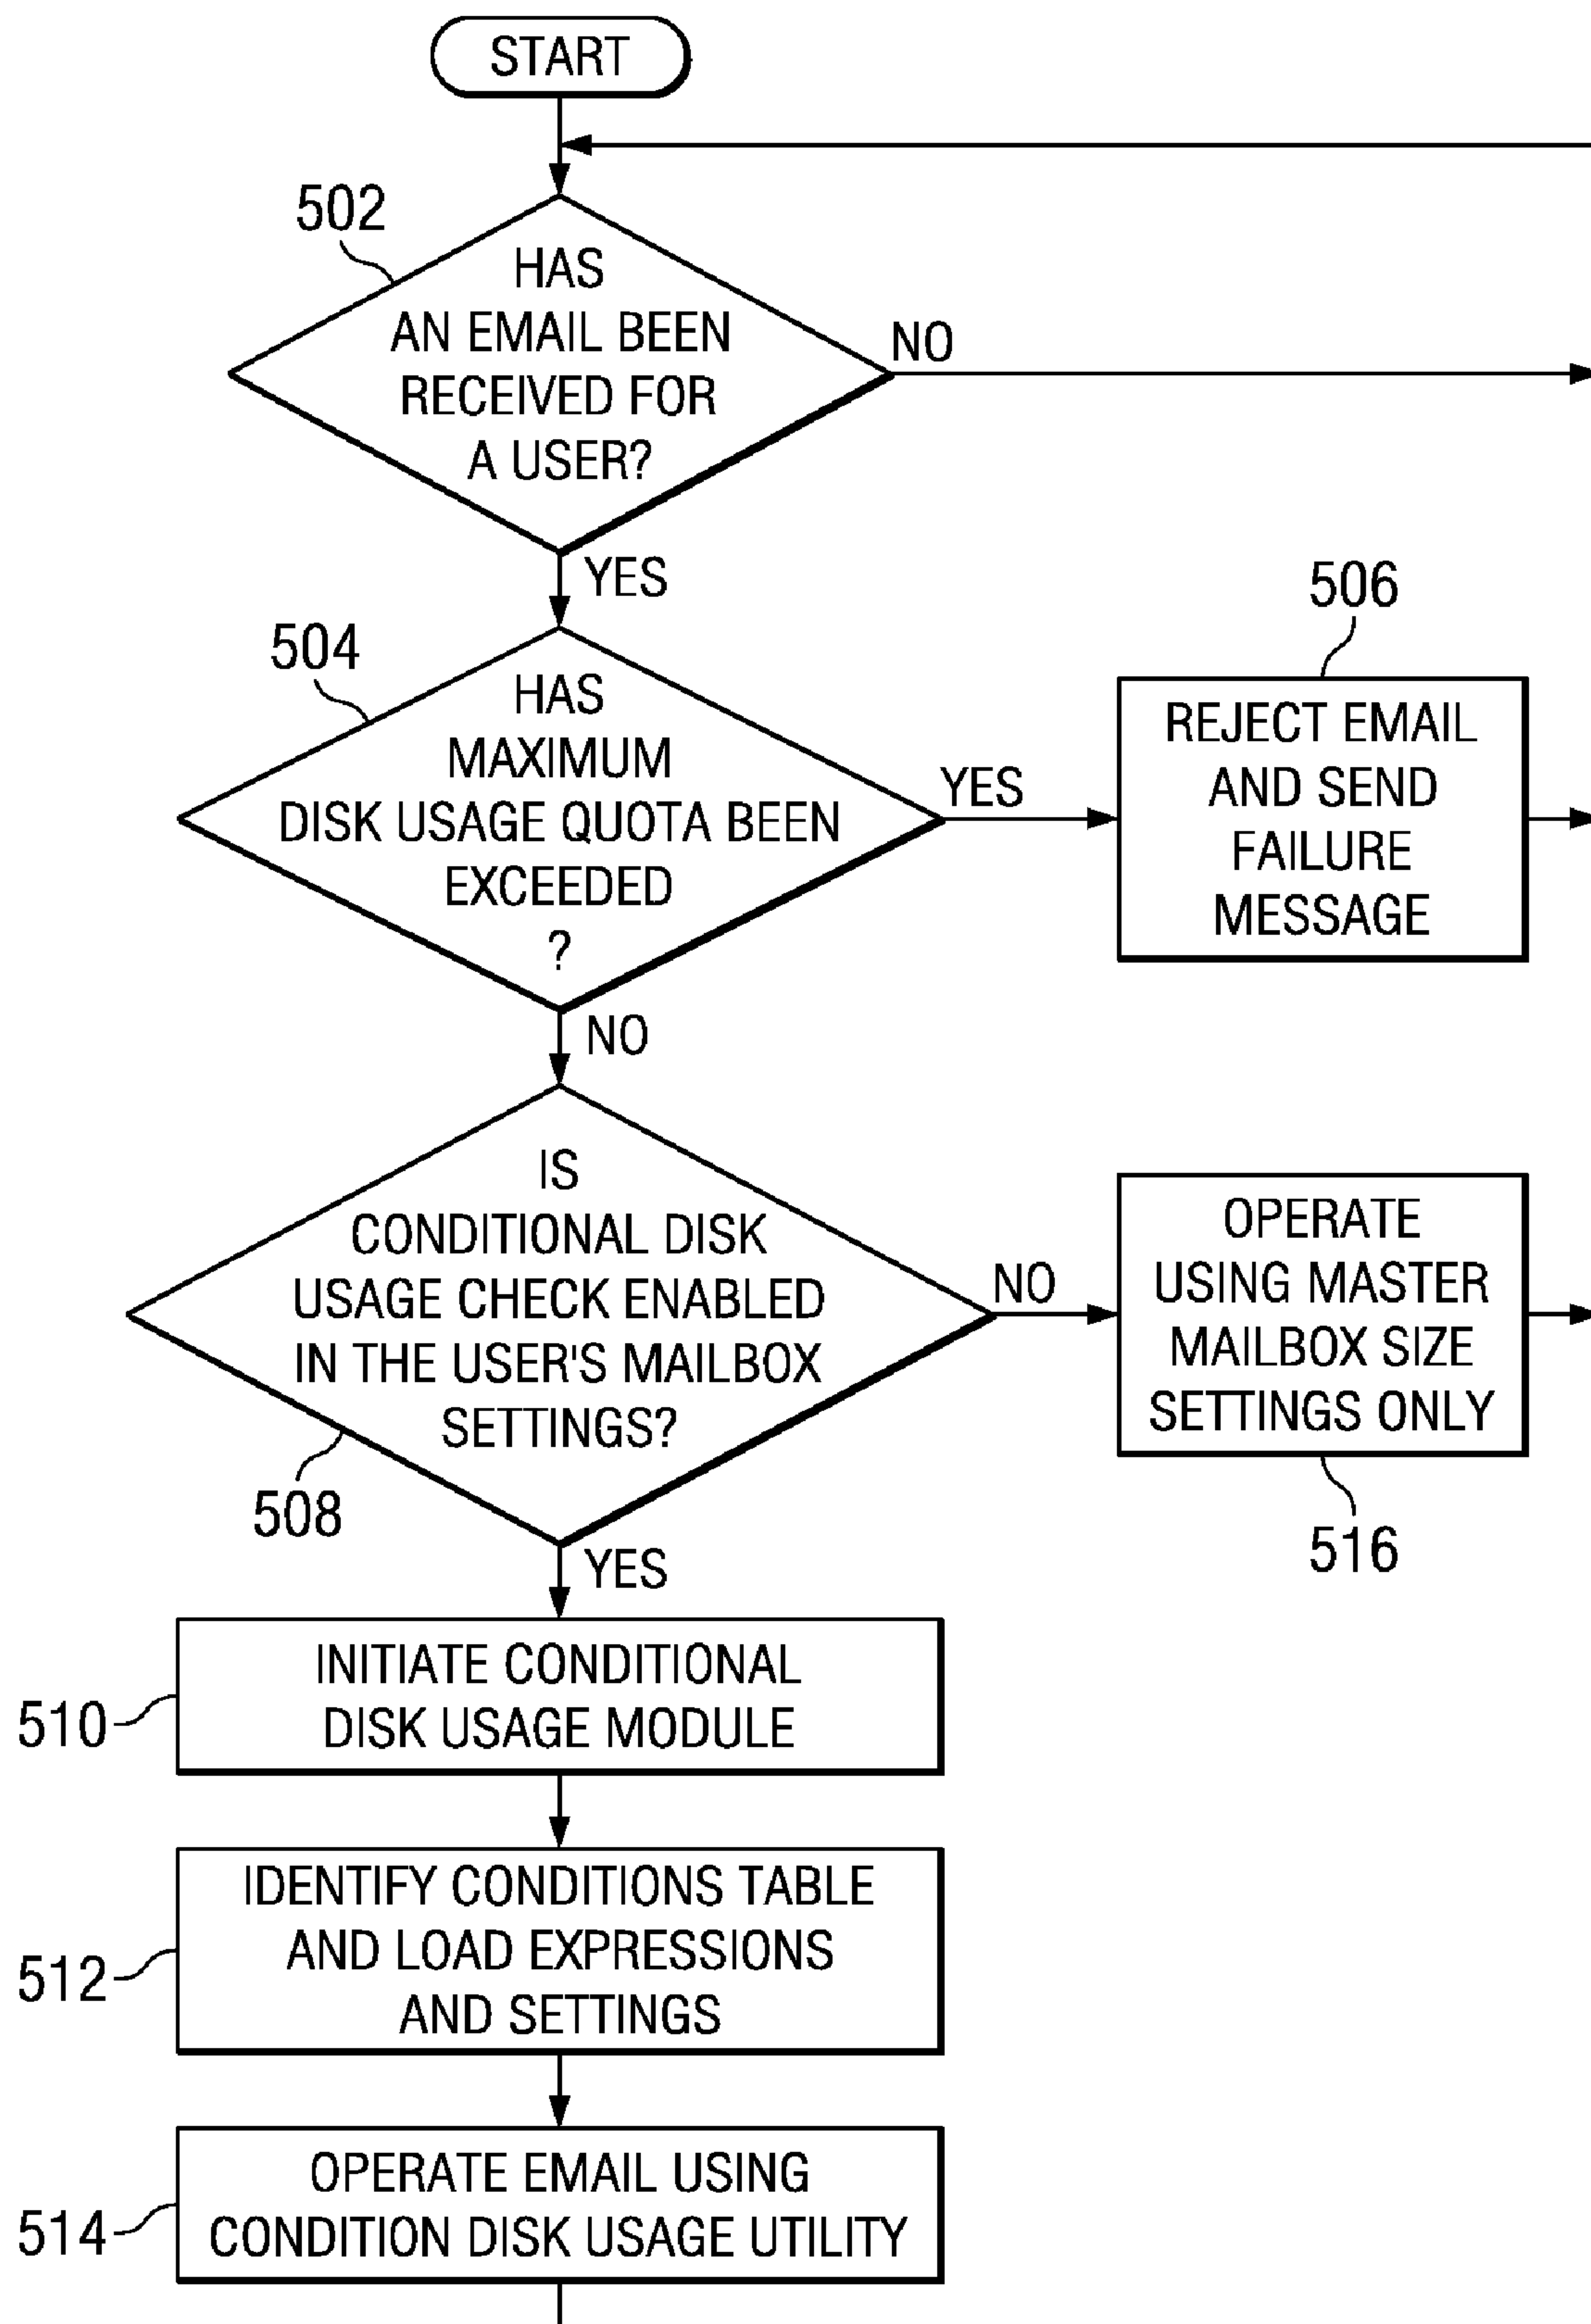 START
502
HAS
AN EMAIL BEEN
RECEIVED FOR
A USER?
NO
YES
504
HAS
MAXIMUM
DISK USAGE QUOTA BEEN
EXCEEDED
?
YES
506
REJECT EMAIL
AND SEND
FAILURE
MESSAGE
NO
IS
CONDITIONAL DISK
USAGE CHECK ENABLED
IN THE USER'S MAILBOX
SETTINGS?
508
NO
OPERATE
USING MASTER
MAILBOX SIZE
SETTINGS ONLY
516
YES
INITIATE CONDITIONAL
DISK USAGE MODULE
510
IDENTIFY CONDITIONS TABLE
AND LOAD EXPRESSIONS
AND SETTINGS
512
OPERATE EMAIL USING
CONDITION DISK USAGE UTILITY
514